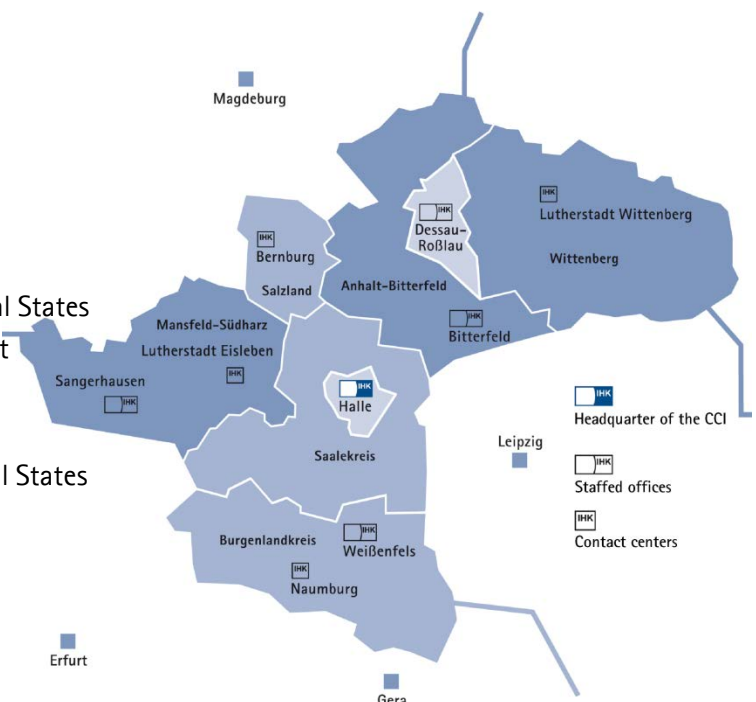 Magdeburg
IHK
Lutherstadt Wittenberg
Wittenberg
IHK
Dessau-
Roßlau
IHK
Bernburg
Salzland
Anhalt-Bitterfeld
IHK
Bitterfeld
al States
t
Mansfeld-Südharz
Lutherstadt Eisleben
IHK
Sangerhausen
IHK
IHK
Halle
Saalekreis
l States
Burgenlandkreis
IHK
Weißenfels
IHK
Naumburg
Leipzig
IHK
Headquarter of the CCI
IHK
Staffed offices
IHK
Contact centers
Erfurt
Gera